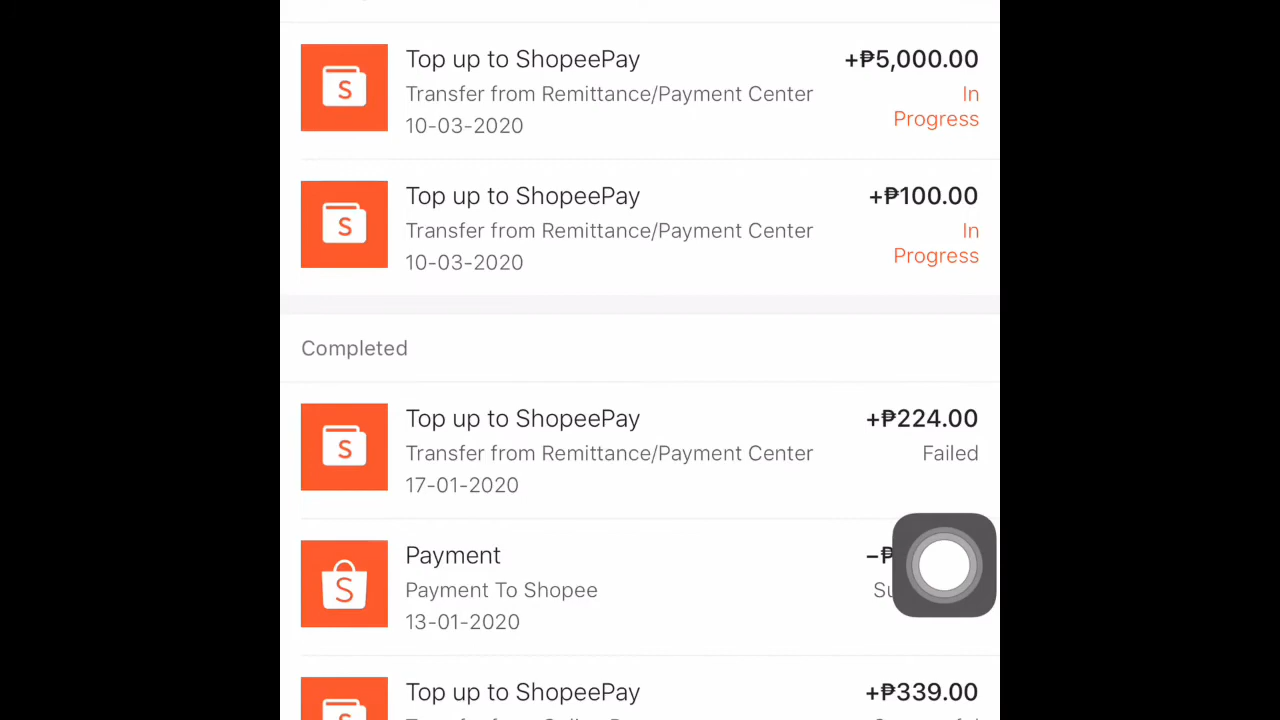 Top up to ShopeePay
+₱5,000.00
Transfer from Remittance/Payment Center
In
Progress
10-03-2020
Top up to ShopeePay
+₱100.00
Transfer from Remittance/Payment Center
In
Progress
10-03-2020
Completed
Top up to ShopeePay
+₱224.00
Transfer from Remittance/Payment Center
Failed
17-01-2020
Payment
-₱
Payment To Shopee
Su
13-01-2020
Top up to ShopeePay
+₱339.00